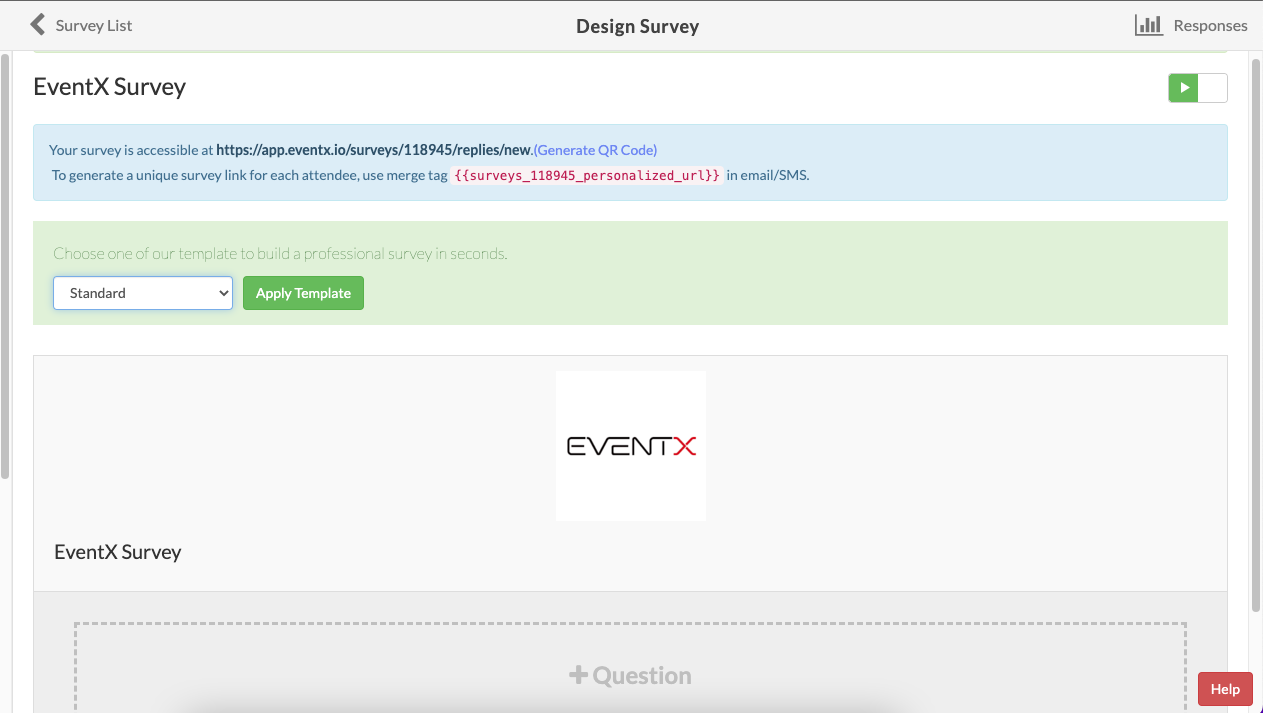 Survey List
Design Survey
Responses
EventX Survey
Your survey is accessible at https://app.eventx.io/surveys/118945/replies/new.(Generate QR Code)
To generate a unique survey link for each attendee, use merge tag {{surveys_118945_personalized_url}} in email/SMS.
Choose one of our template to build a professional survey in seconds.
Standard
Apply Template
EVENTX
EventX Survey
Question
Help